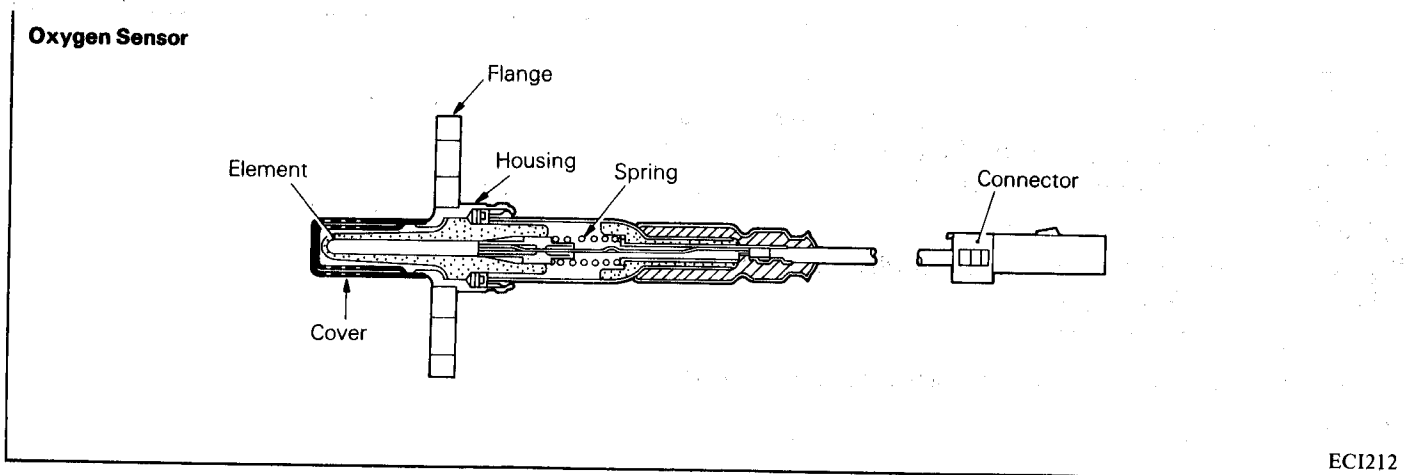 Oxygen Sensor
Flange
Element
Housing
Spring
Connector
Cover
ECI212